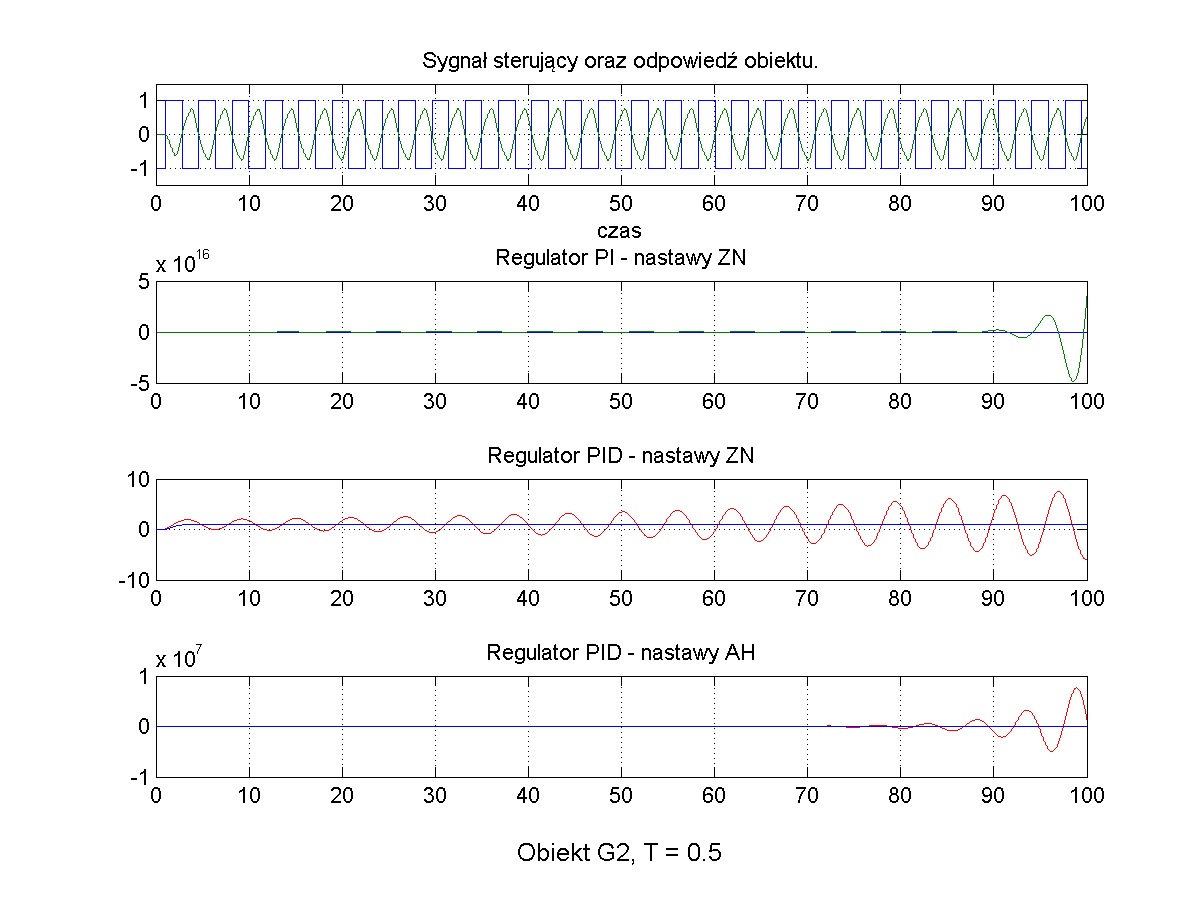 Sygnał sterujący oraz odpowiedź obiektu.
1
0
-1
0 10 20 30 40 50 60 70 80 90 100
czas
Regulator PI - nastawy ZN
x 10^16
5
0
-5
0 10 20 30 40 50 60 70 80 90 100
Regulator PID - nastawy ZN
10
0
-10
0 10 20 30 40 50 60 70 80 90 100
Regulator PID - nastawy AH
x 10^7
1
0
-1
0 10 20 30 40 50 60 70 80 90 100
Obiekt G2, T = 0.5